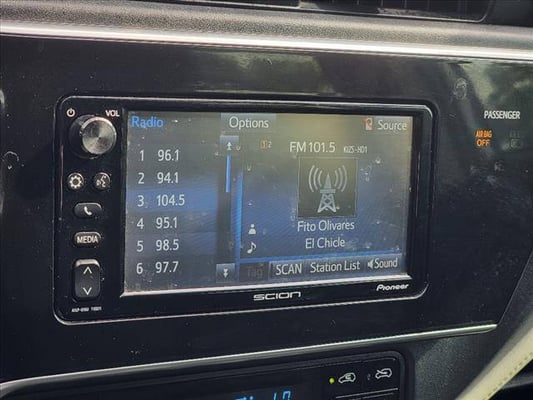 VOL
Radio
Options
Source
1 96.1
2 94.1
3 104.5
4 95.1
5 98.5
6 97.7
FM 101.5 KIZS-HD1
Fito Olivares
El Chicle
Tag SCAN Station List Sound
MEDIA
SCION
Pioneer
PASSENGER
AIR BAG
OFF